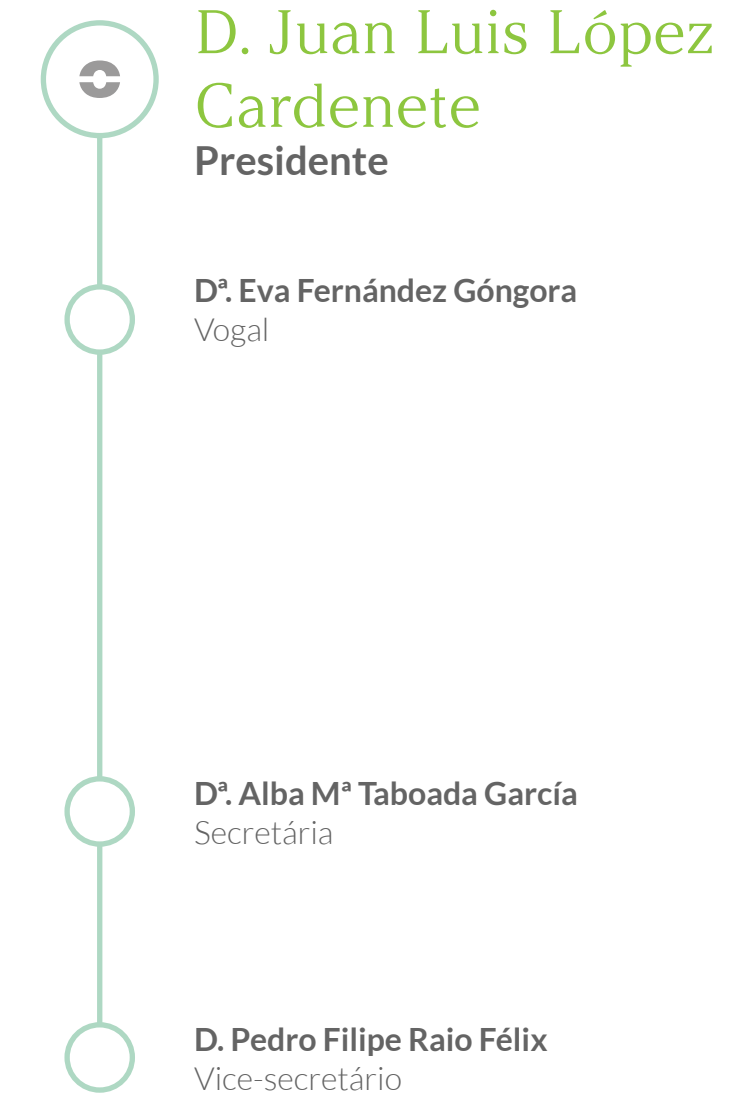 D. Juan Luis López
Cardenete
Presidente
Dª. Eva Fernández Góngora
Vogal
Dª. Alba Mª Taboada García
Secretária
D. Pedro Filipe Raio Félix
Vice-secretário